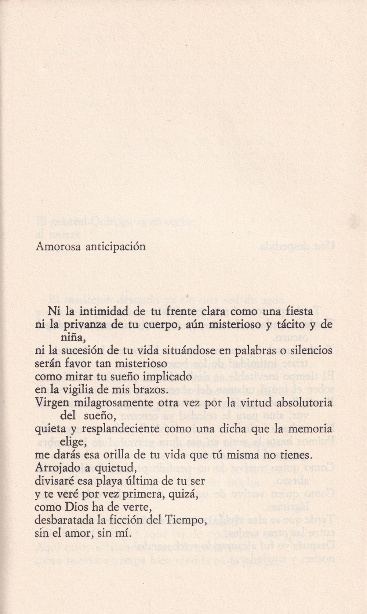 Amorosa anticipación
Ni la intimidad de tu frente clara como una fiesta
ni la privanza de tu cuerpo, aún misterioso y tácito y de
niña,
ni la sucesión de tu vida situándose en palabras o silencios
serán favor tan misterioso
como mirar tu sueño implicado
en la vigilia de mis brazos.
Virgen milagrosamente otra vez por la virtud absolutoria
del sueño,
quieta y resplandeciente como una dicha que la memoria
elige,
me darás esa orilla de tu vida que tú misma no tienes.
Arrojado a quietud,
divisaré esa playa última de tu ser
y te veré por vez primera, quizá,
como Dios ha de verte,
desbaratada la ficción del Tiempo,
sin el amor, sin mí.